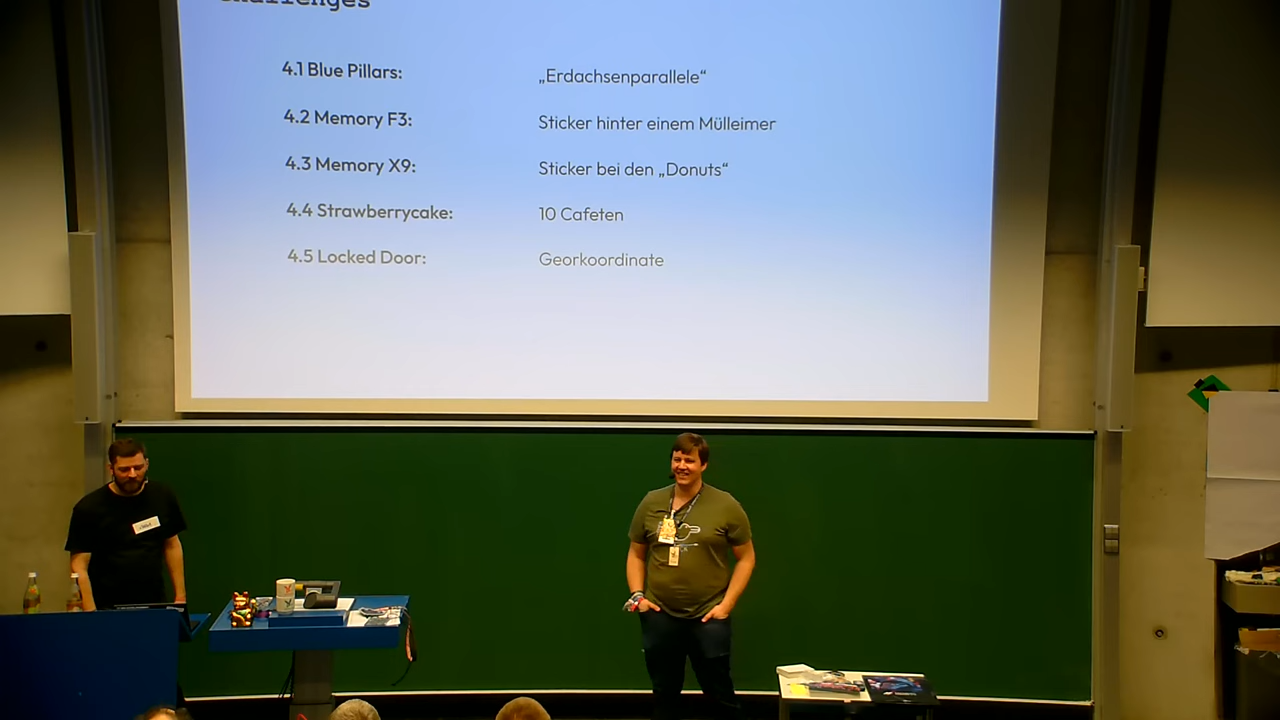 Challenges
4.1 Blue Pillars: „Erdachsenparallele“
4.2 Memory F3: Sticker hinter einem Mülleimer
4.3 Memory X9: Sticker bei den „Donuts“
4.4 Strawberrycake: 10 Cafeten
4.5 Locked Door: Georkoordinate